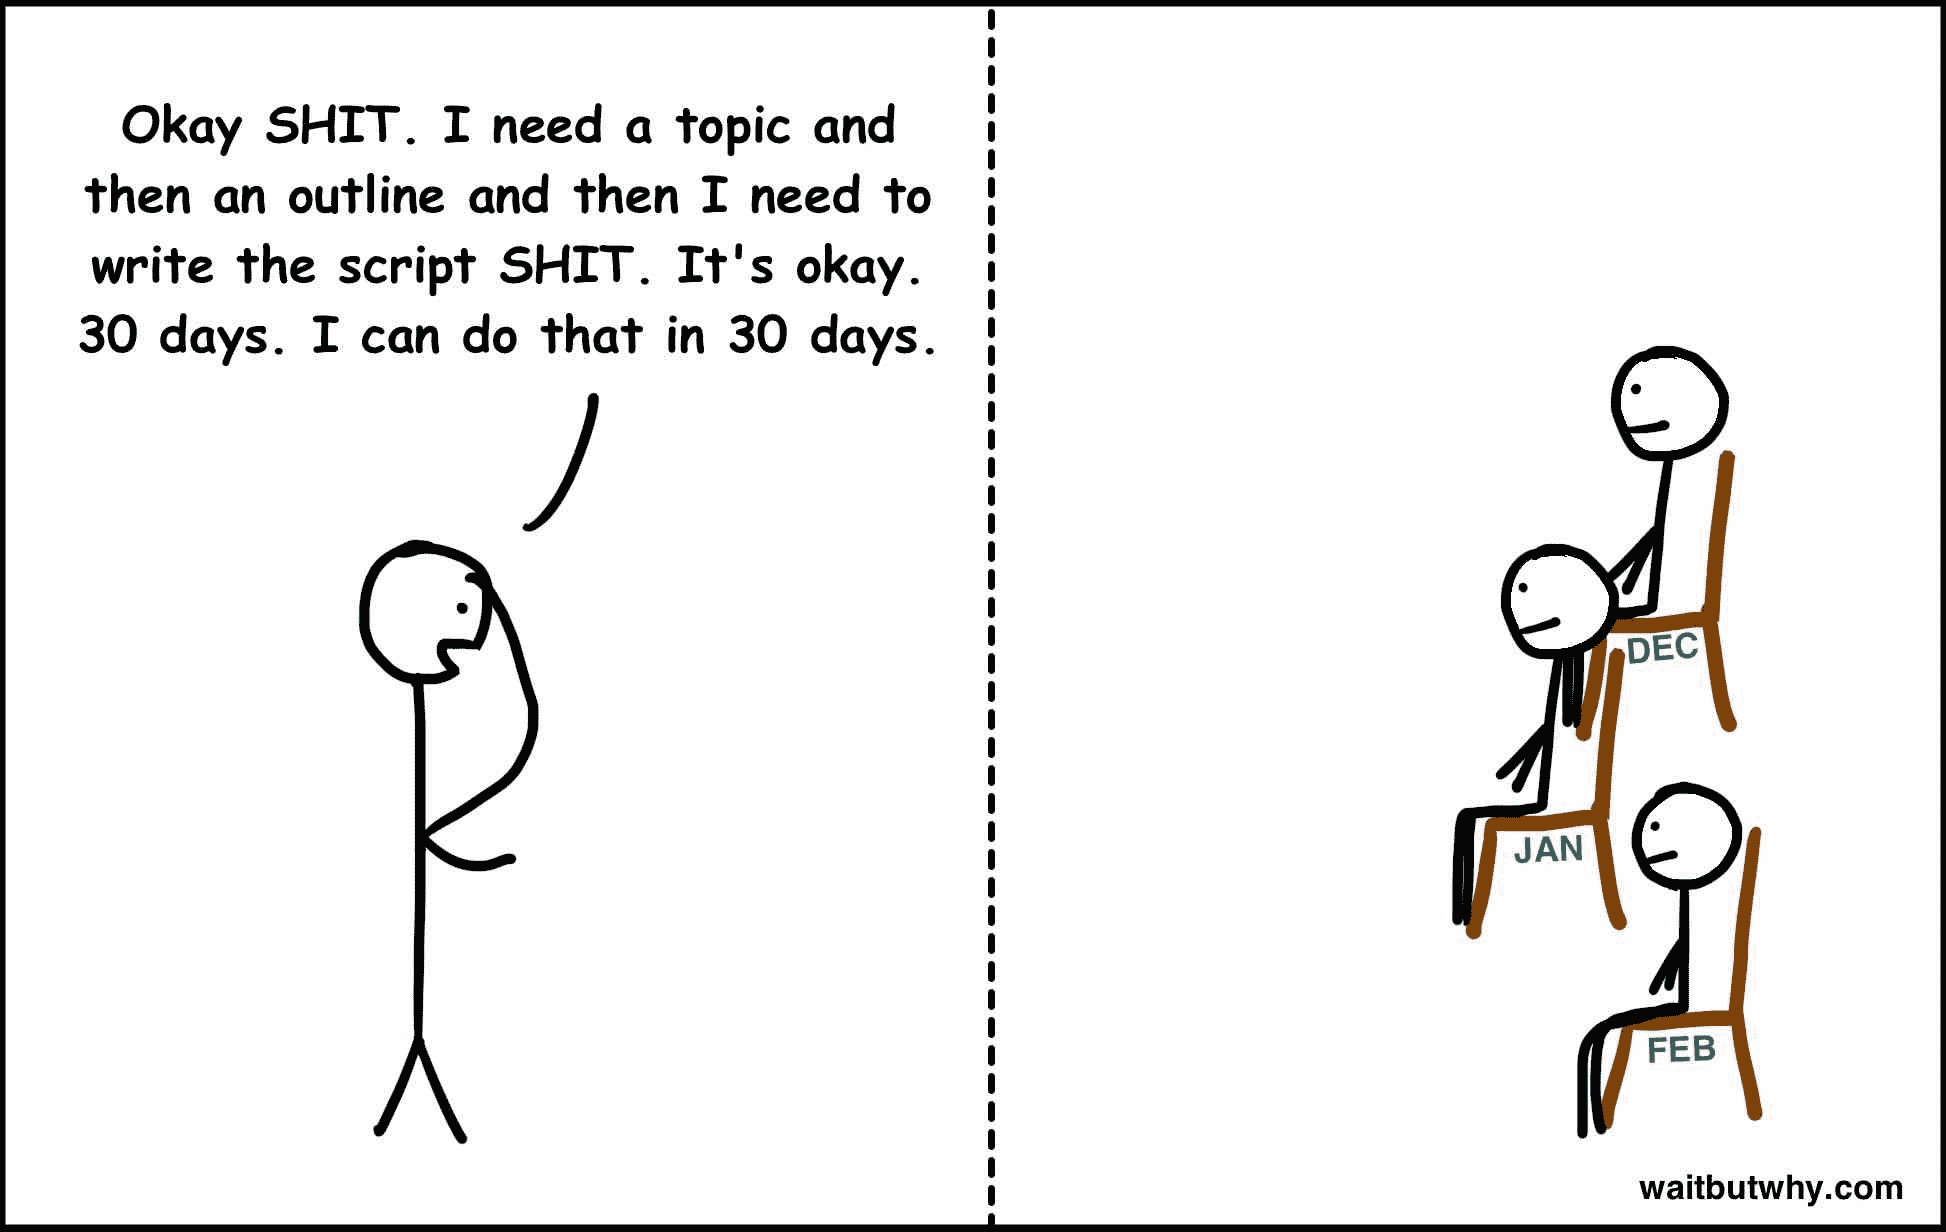 Okay SHIT. I need a topic and
then an outline and then I need to
write the script SHIT. It's okay.
30 days. I can do that in 30 days.
DEC
JAN
FEB
waitbutwhy.com